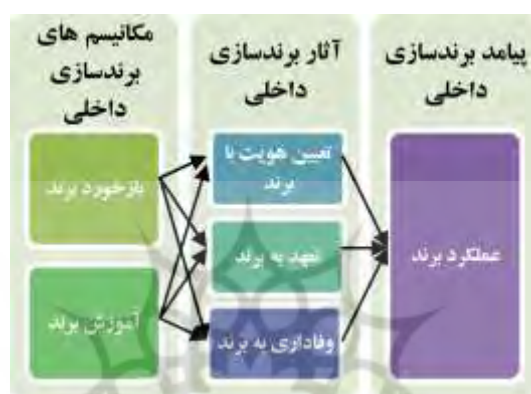 مکانیسم های
برندسازی
داخلی
بازخورد برند
آموزش برند
آثار برندسازی
داخلی
تعیین هویت با
برند
تعهد به برند
وفاداری به برند
پیامد برندسازی
داخلی
عملکرد برند